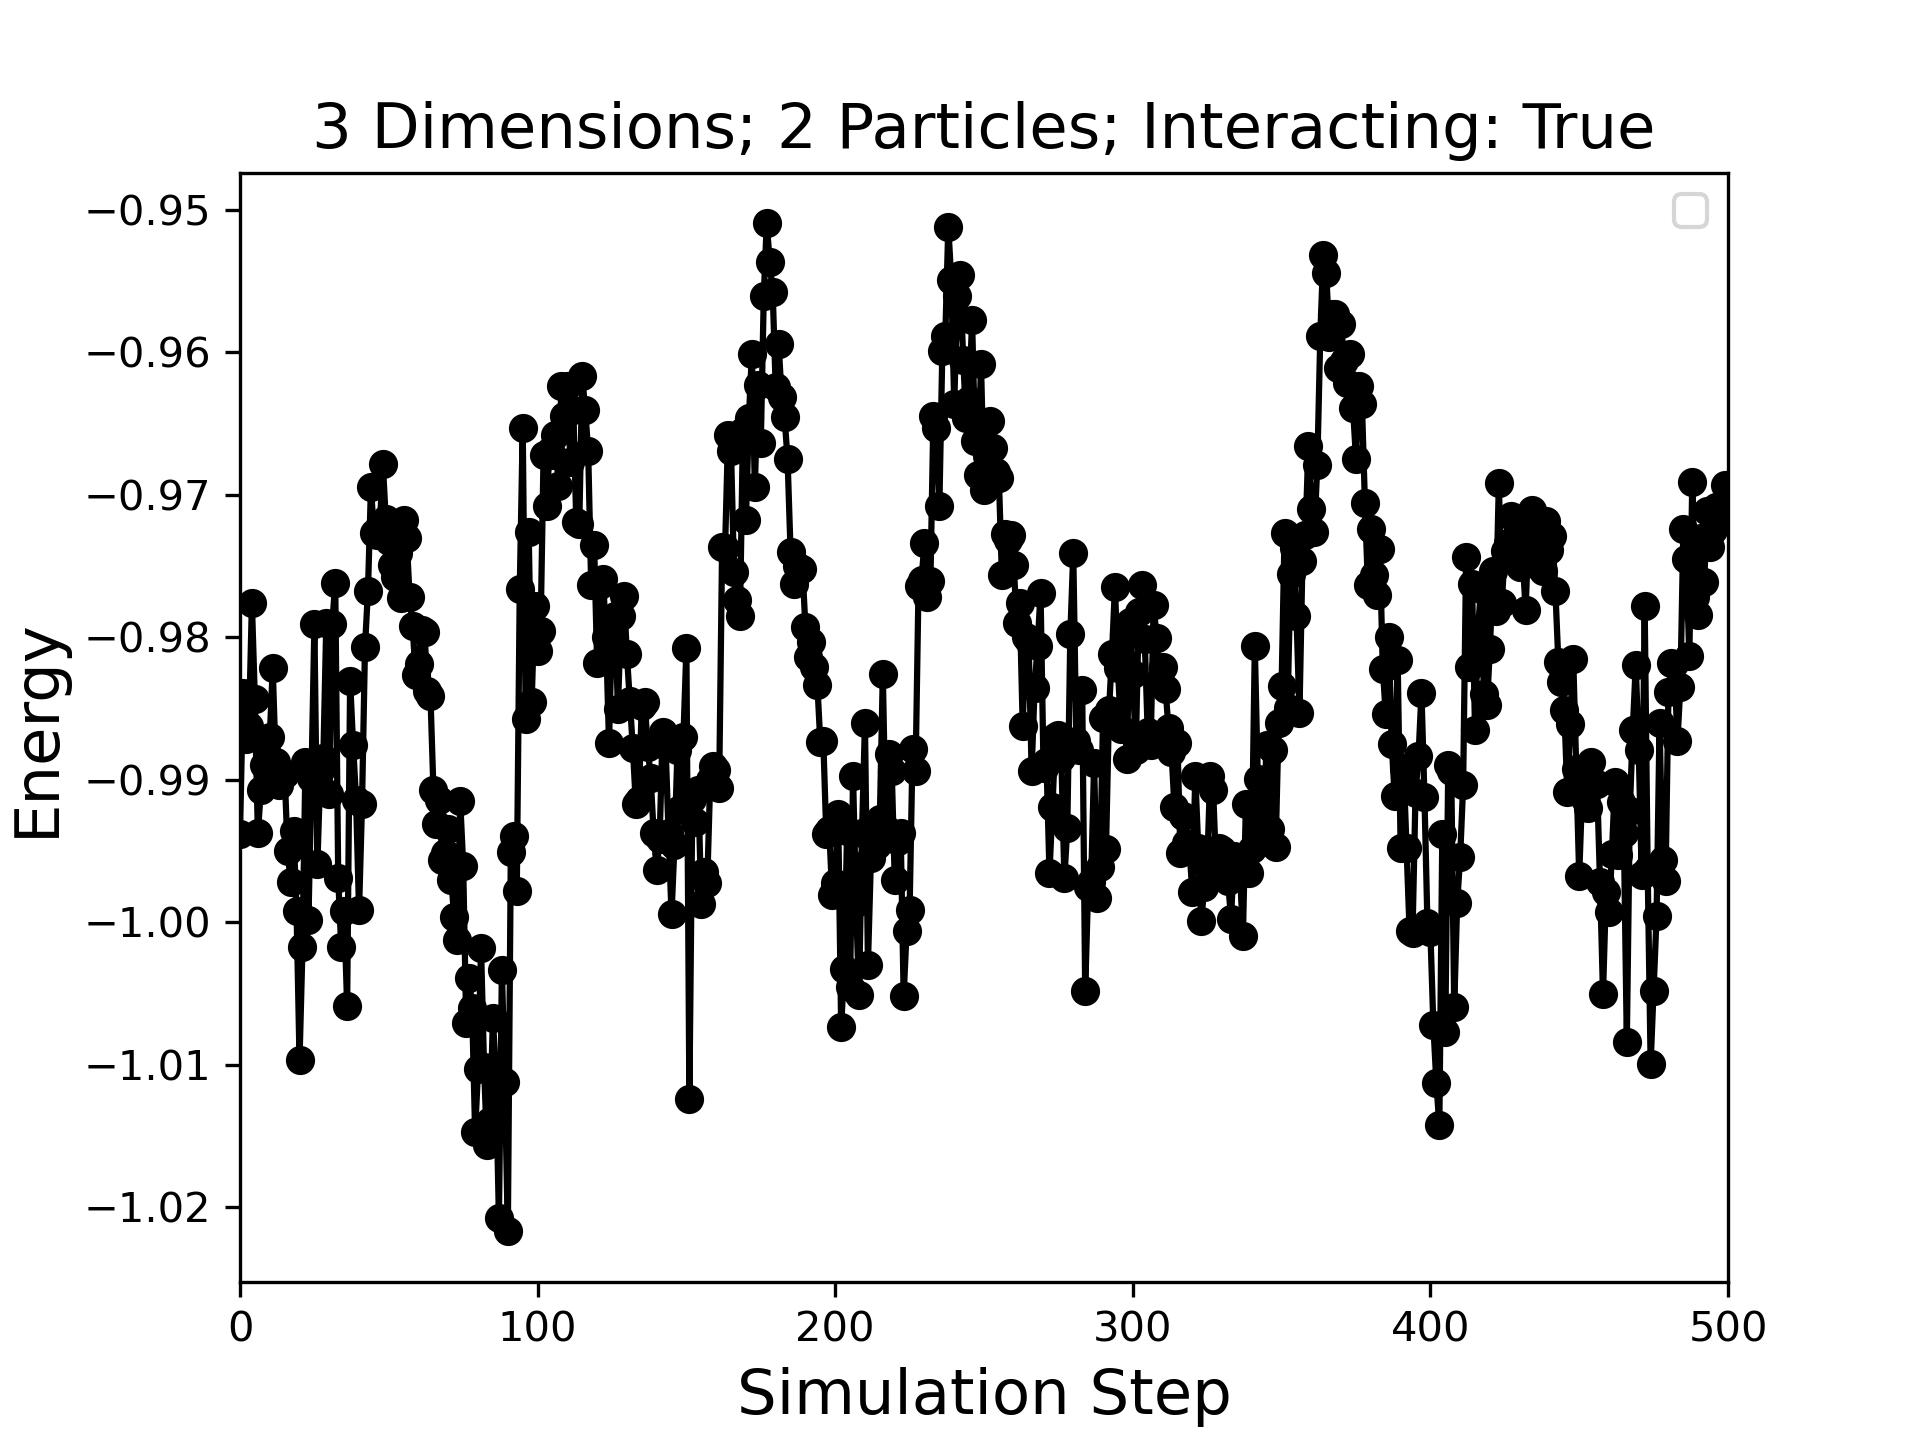 3 Dimensions; 2 Particles; Interacting: True
−0.95
−0.96
−0.97
−0.98
−0.99
−1.00
−1.01
−1.02
Energy
0 100 200 300 400 500
Simulation Step